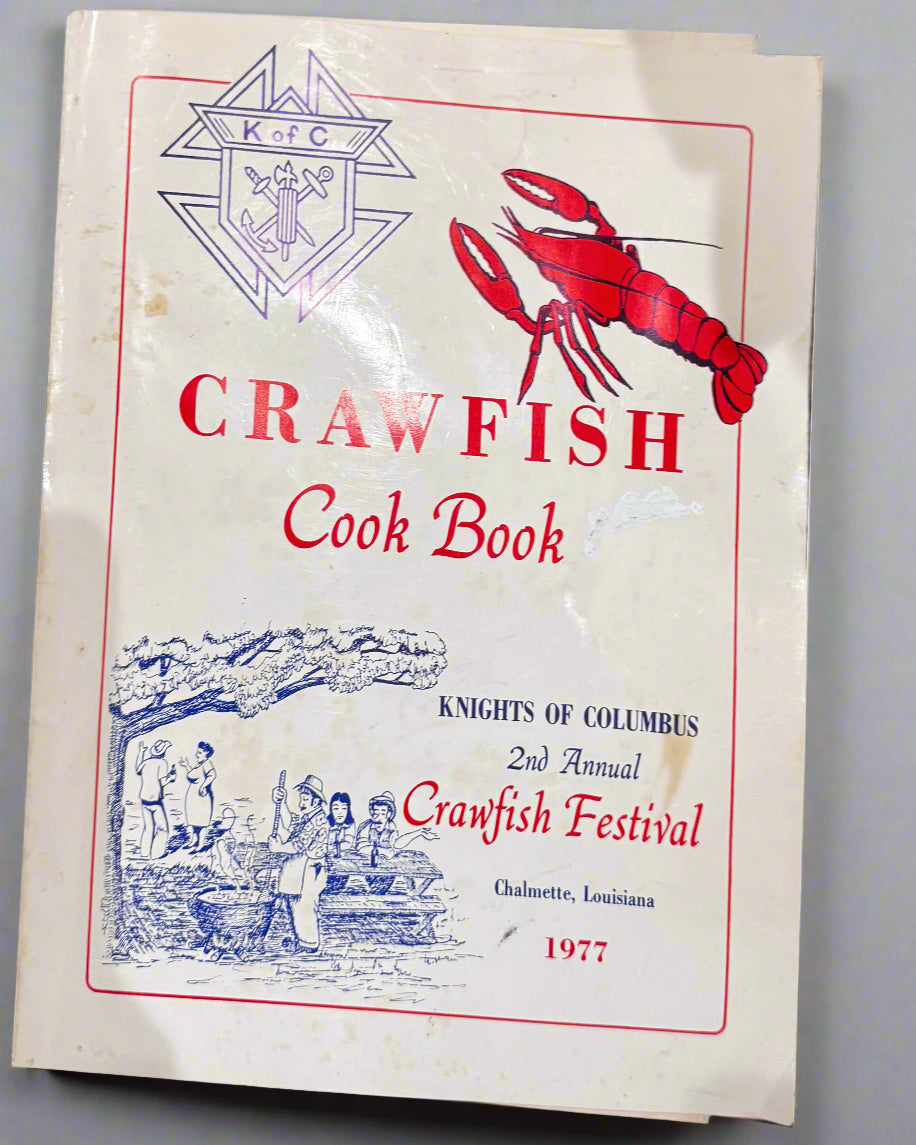 K of C
CRAWFISH
Cook Book
KNIGHTS OF COLUMBUS
2nd Annual
Crawfish Festival
Chalmette, Louisiana
1977